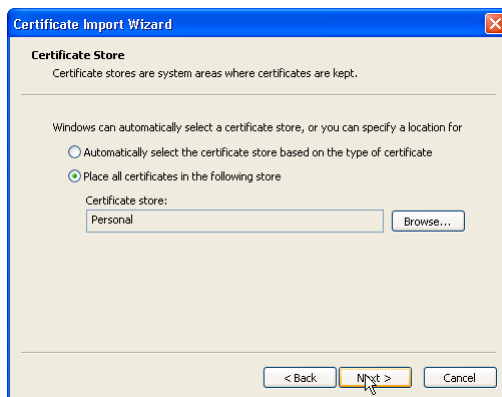 Certificate Import Wizard
Certificate Store
Certificate stores are system areas where certificates are kept.
Windows can automatically select a certificate store, or you can specify a location for
Automatically select the certificate store based on the type of certificate
Place all certificates in the following store
Certificate store:
Personal
Browse...
< Back
Next >
Cancel